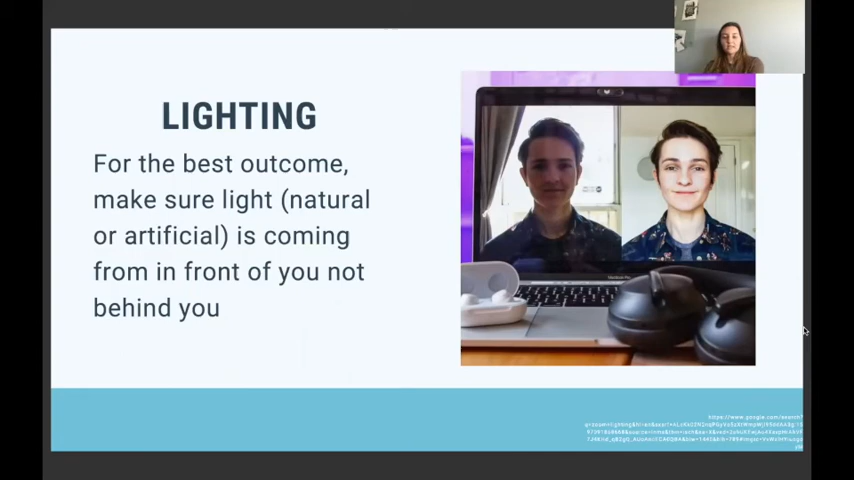 LIGHTING
For the best outcome,
make sure light (natural
or artificial) is coming
from in front of you not
behind you